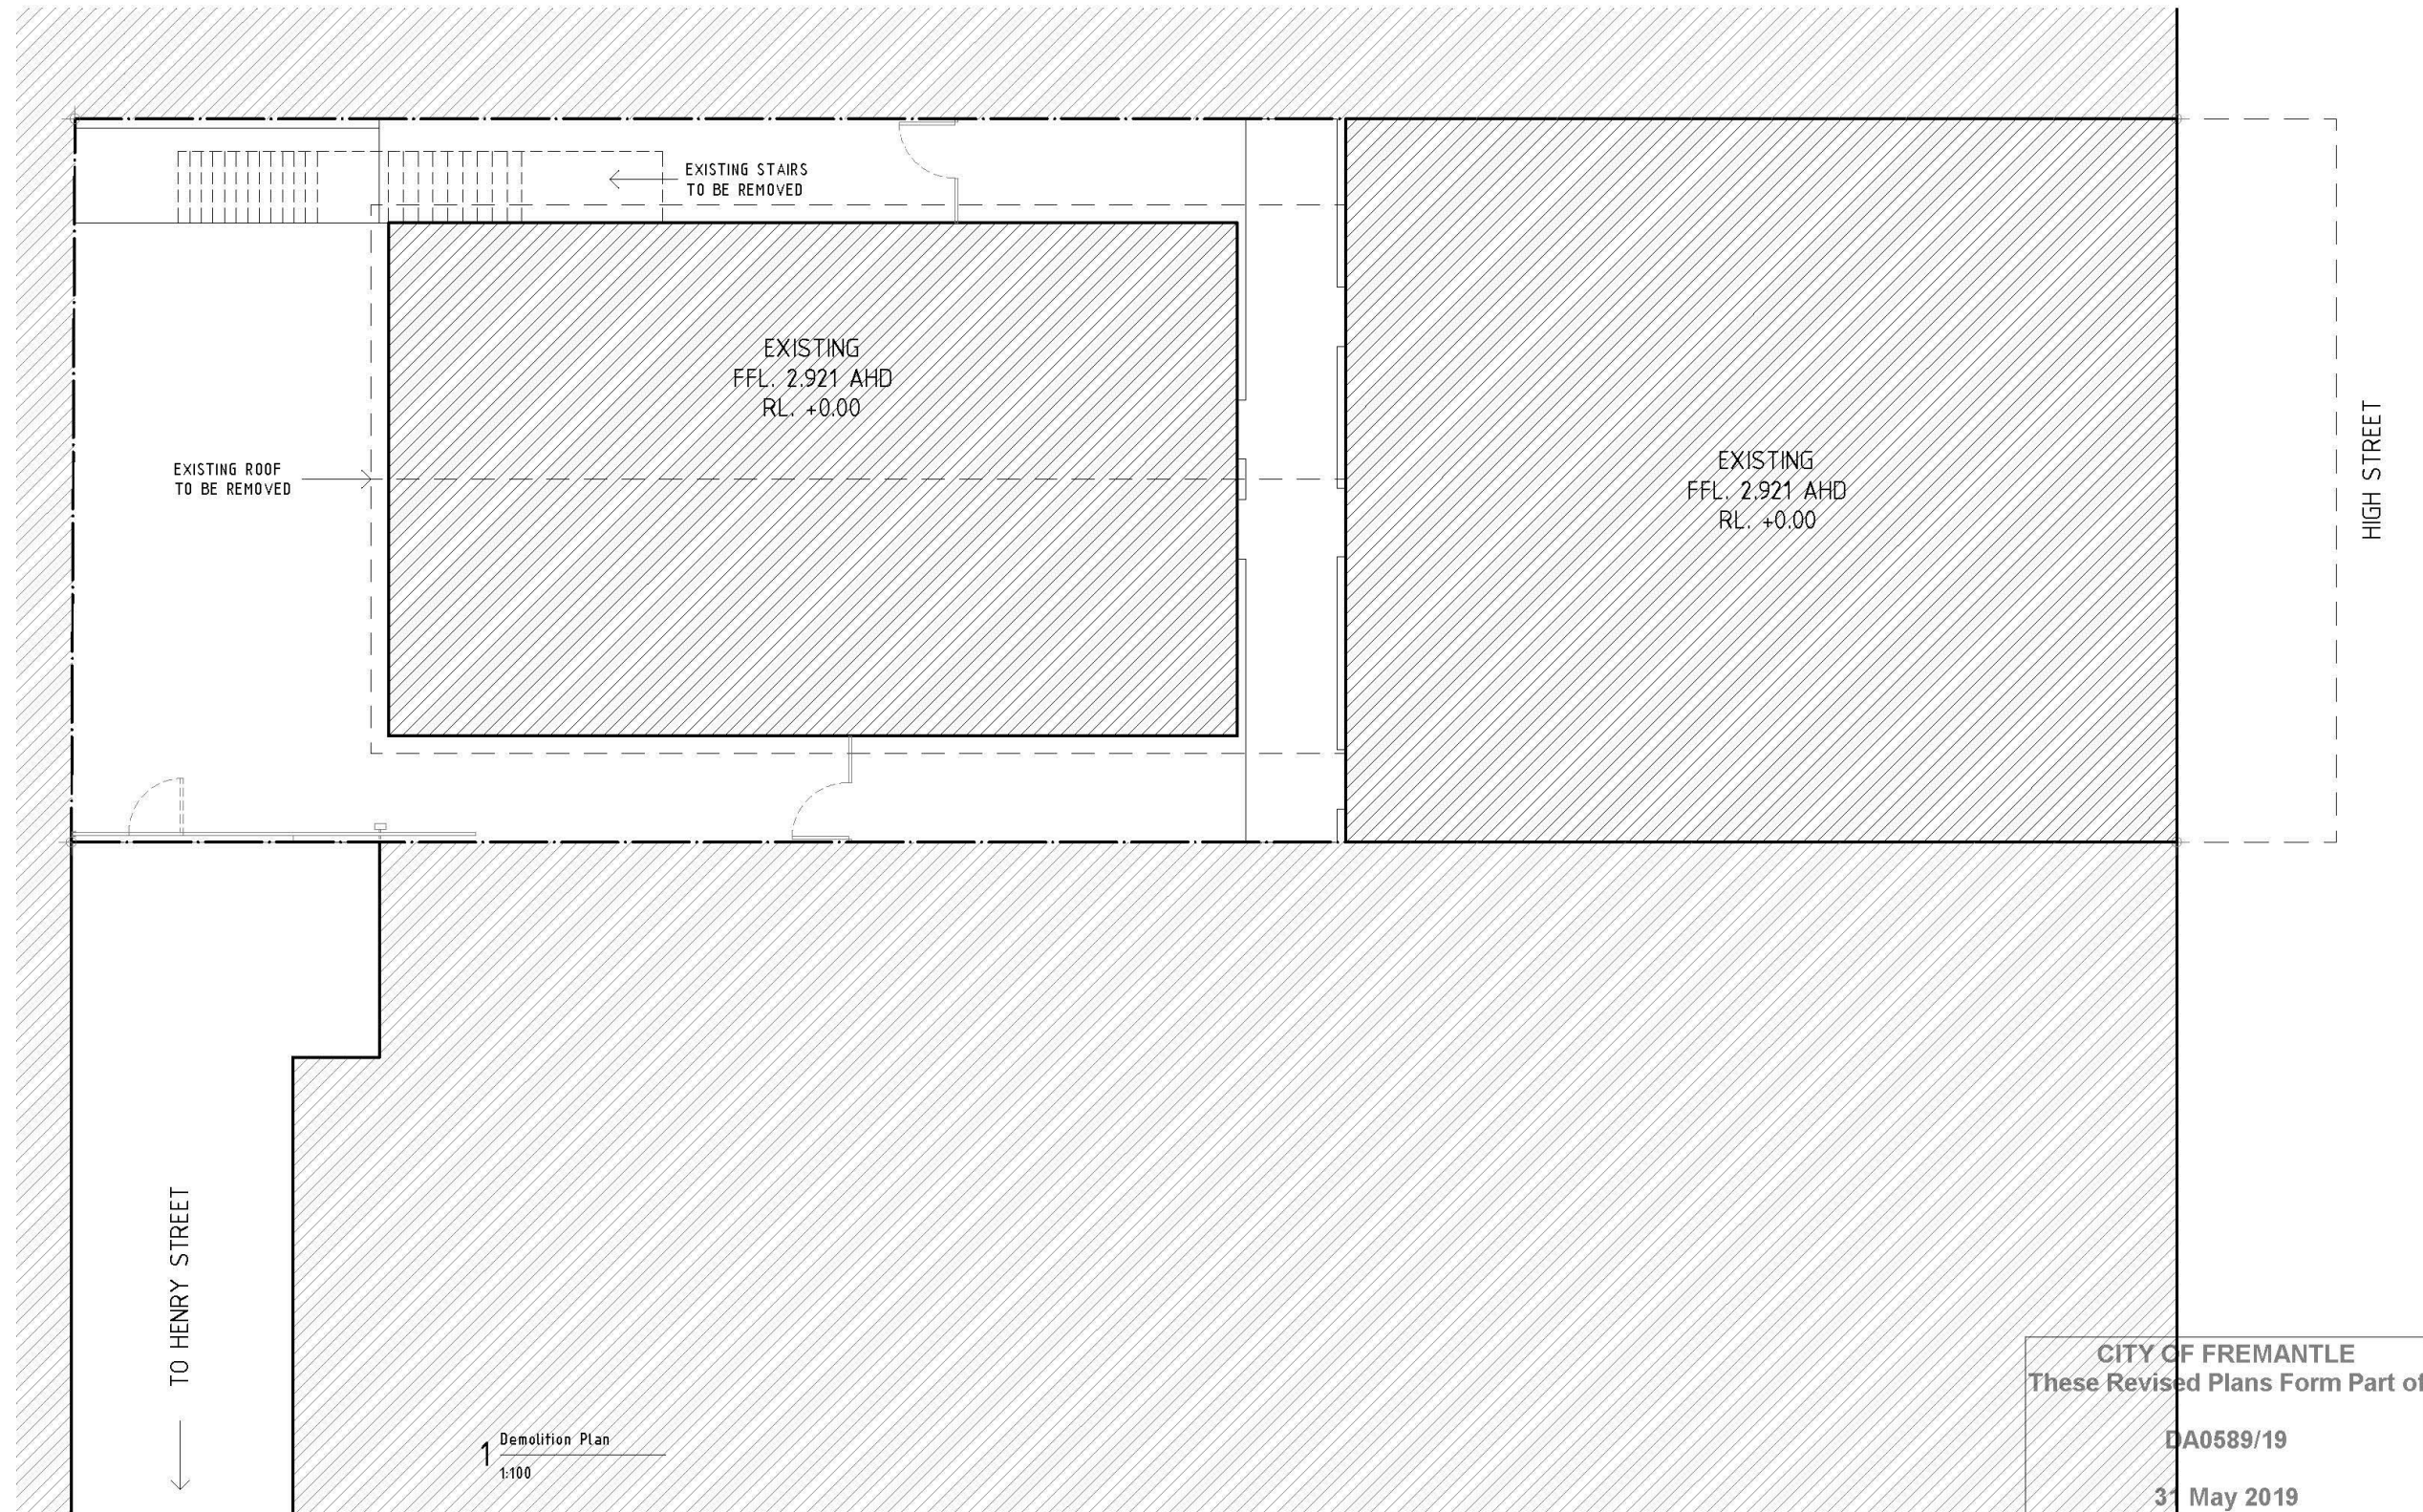 EXISTING STAIRS
TO BE REMOVED
EXISTING
FFL. 2.921 AHD
RL. +0.00
EXISTING ROOF
TO BE REMOVED
EXISTING
FFL. 2.921 AHD
RL. +0.00
HIGH STREET
TO HENRY STREET
1
Demolition Plan
1:100
CITY OF FREMANTLE
These Revised Plans Form Part of
DA0589/19
31 May 2019